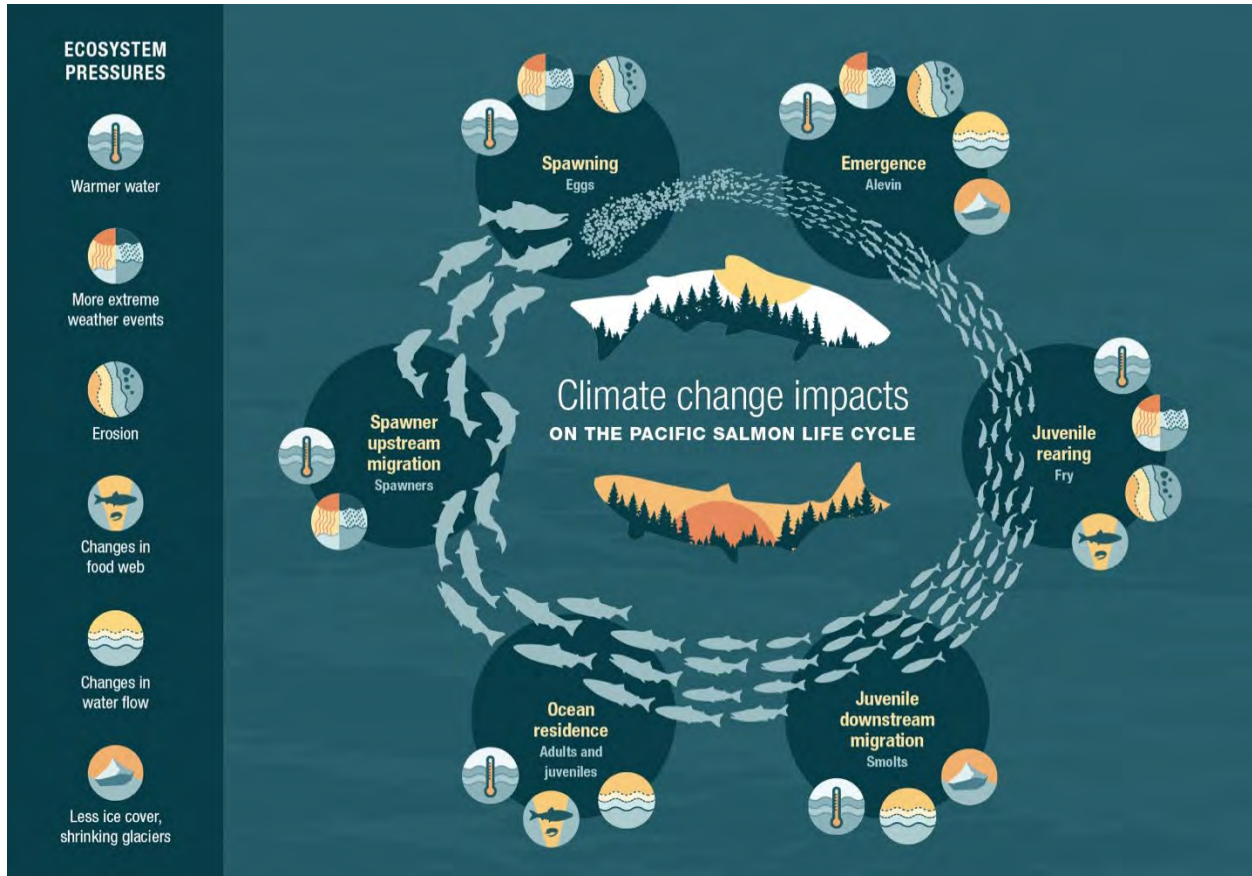 ECOSYSTEM
PRESSURES
Warmer water
More extreme
weather events
Erosion
Changes in
food web
Changes in
water flow
Less ice cover,
shrinking glaciers
Climate change impacts
ON THE PACIFIC SALMON LIFE CYCLE
Spawning
Eggs
Emergence
Alevin
Juvenile
rearing
Fry
Juvenile
downstream
migration
Smolts
Ocean
residence
Adults and
juveniles
Spawner
upstream
migration
Spawners